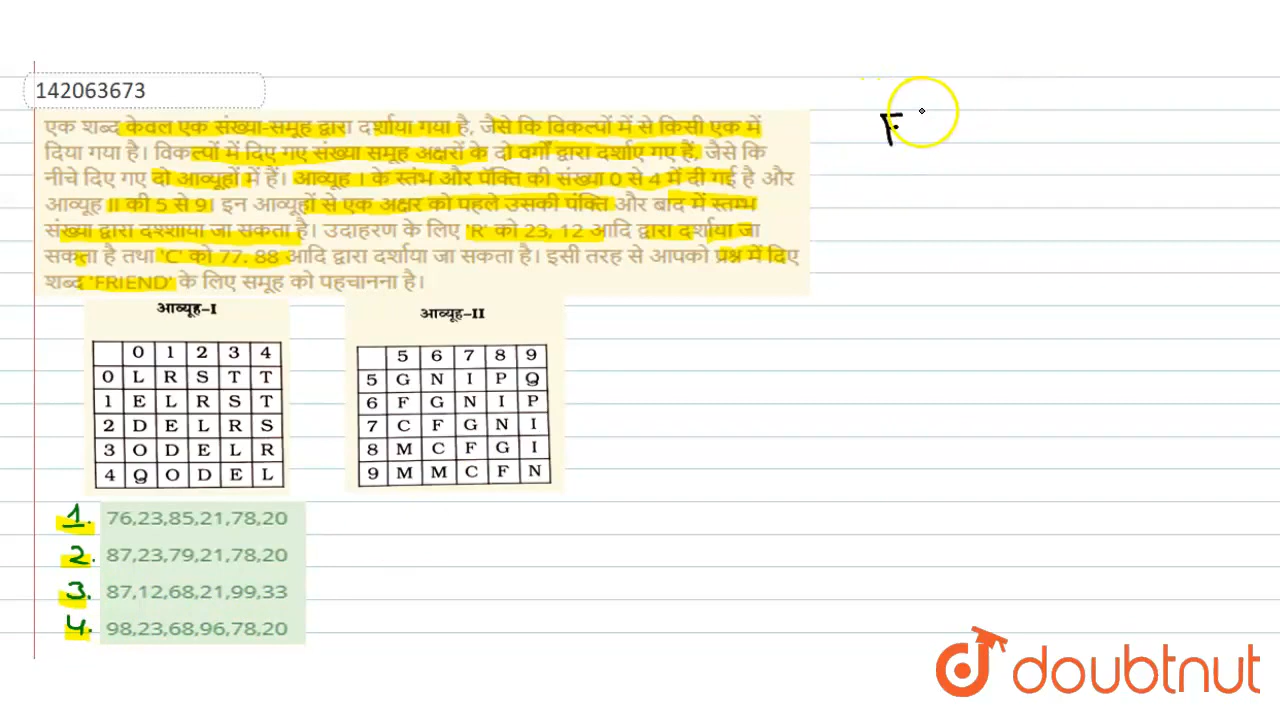 142063673
एक शब्द केवल एक संख्या-समूह द्वारा दर्शाया गया है, जैसे कि विकल्पों में से किसी एक में
दिया गया है। विकल्पों में दिए गए संख्या समूह अक्षरों के दो वर्गों द्वारा दर्शाए गए हैं, जैसे कि
नीचे दिए गए दो आव्यूहों में हैं। आव्यूह । के स्तंभ और पंक्ति की संख्या 0 से 4 में दी गई है और
आव्यूह II की 5 से 9। इन आव्यूहों से एक अक्षर को पहले उसकी पंक्ति और बाद में स्तम्भ
संख्या द्वारा दश्शाया जा सकता है। उदाहरण के लिए 'R' को 23, 12 आदि द्वारा दर्शाया जा
सकता है तथा 'C' को 77. 88 आदि द्वारा दर्शाया जा सकता है। इसी तरह से आपको प्रश्न में दिए
शब्द 'FRIEND' के लिए समूह को पहचानना है।
F
आव्यूह-I
0 1 2 3 4
0 L R S T T
1 E L R S T
2 D E L R S
3 O D E L R
4 Q O D E L
आव्यूह-II
5 6 7 8 9
5 G N I P Q
6 F G N I P
7 C F G N I
8 M C F G I
9 M M C F N
1. 76,23,85,21,78,20
2. 87,23,79,21,78,20
3. 87,12,68,21,99,33
4. 98,23,68,96,78,20
doubtnut